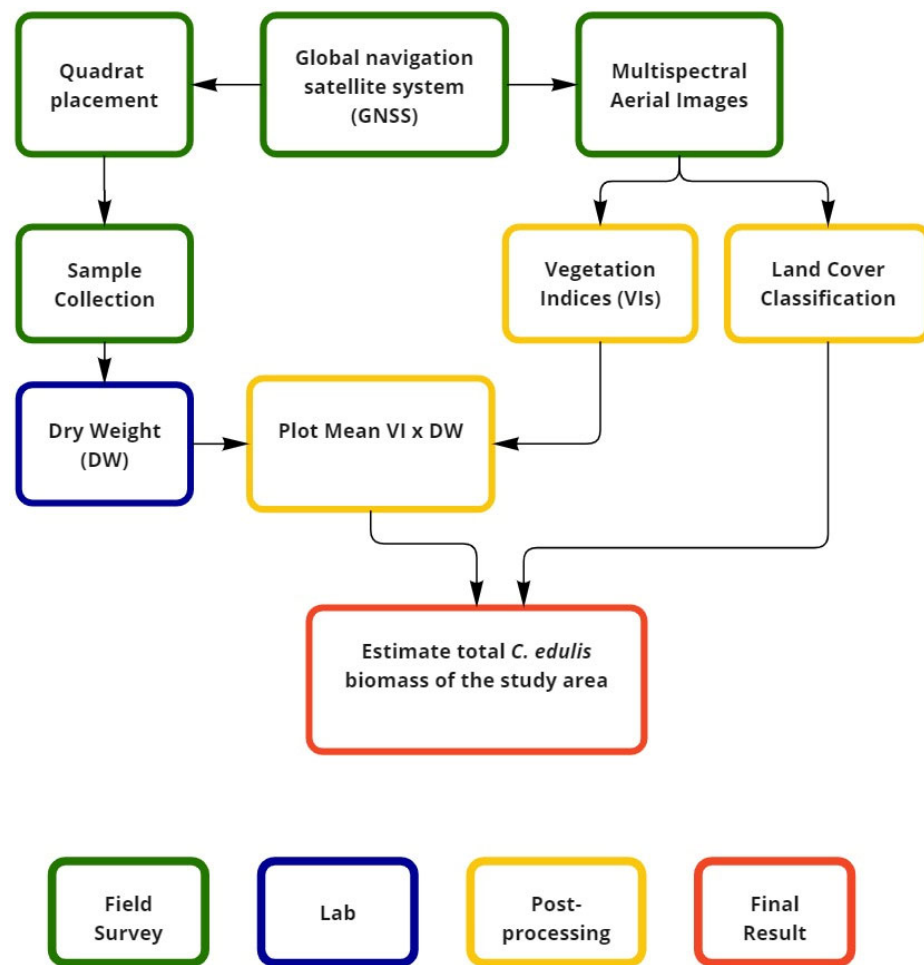 Quadrat
placement
Global navigation
satellite system
(GNSS)
Multispectral
Aerial Images
Sample
Collection
Vegetation
Indices (VIs)
Land Cover
Classification
Dry Weight
(DW)
Plot Mean VI x DW
Estimate total C. edulis
biomass of the study area
Field
Survey
Lab
Post-
processing
Final
Result